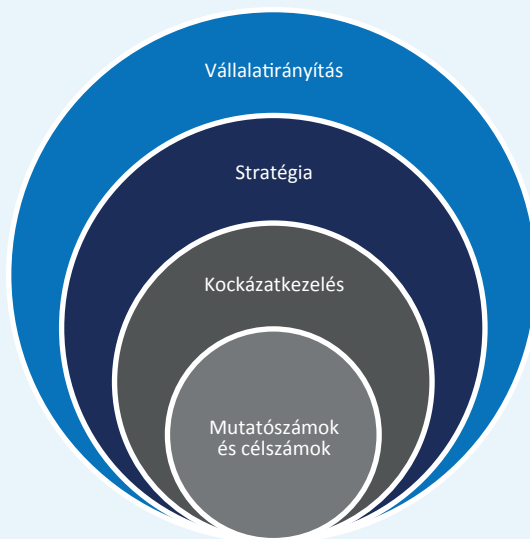 Vállalatirányítás
Stratégia
Kockázatkezelés
Mutatószámok
és célszámok